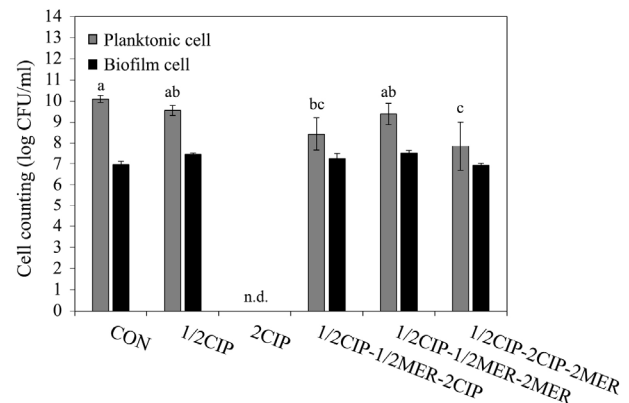 14
13
12
11
10
9
8
7
6
5
4
3
2
1
0
Cell counting (log CFU/ml)
Planktonic cell
Biofilm cell
a
ab
n.d.
bc
ab
c
CON
1/2CIP
2CIP
1/2CIP-1/2MER-2CIP
1/2CIP-1/2MER-2MER
1/2CIP-2CIP-2MER